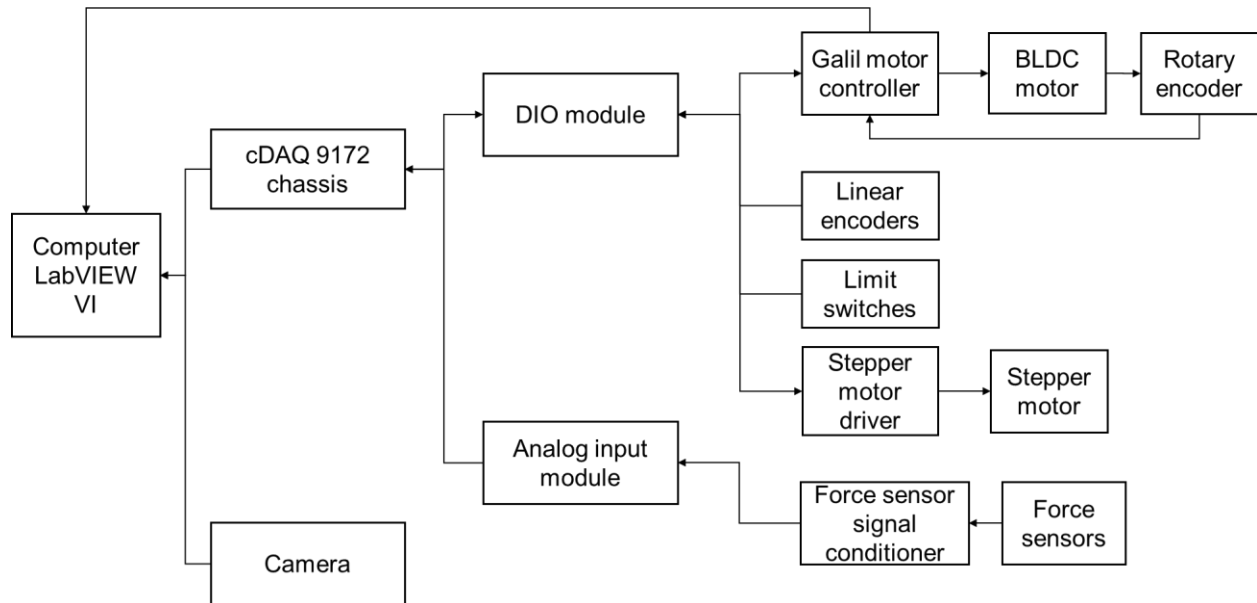 Galil motor
controller
BLDC
motor
Rotary
encoder
DIO module
cDAQ 9172
chassis
Linear
encoders
Computer
LabVIEW
VI
Limit
switches
Stepper
motor
driver
Stepper
motor
Analog input
module
Force sensor
signal
conditioner
Force
sensors
Camera